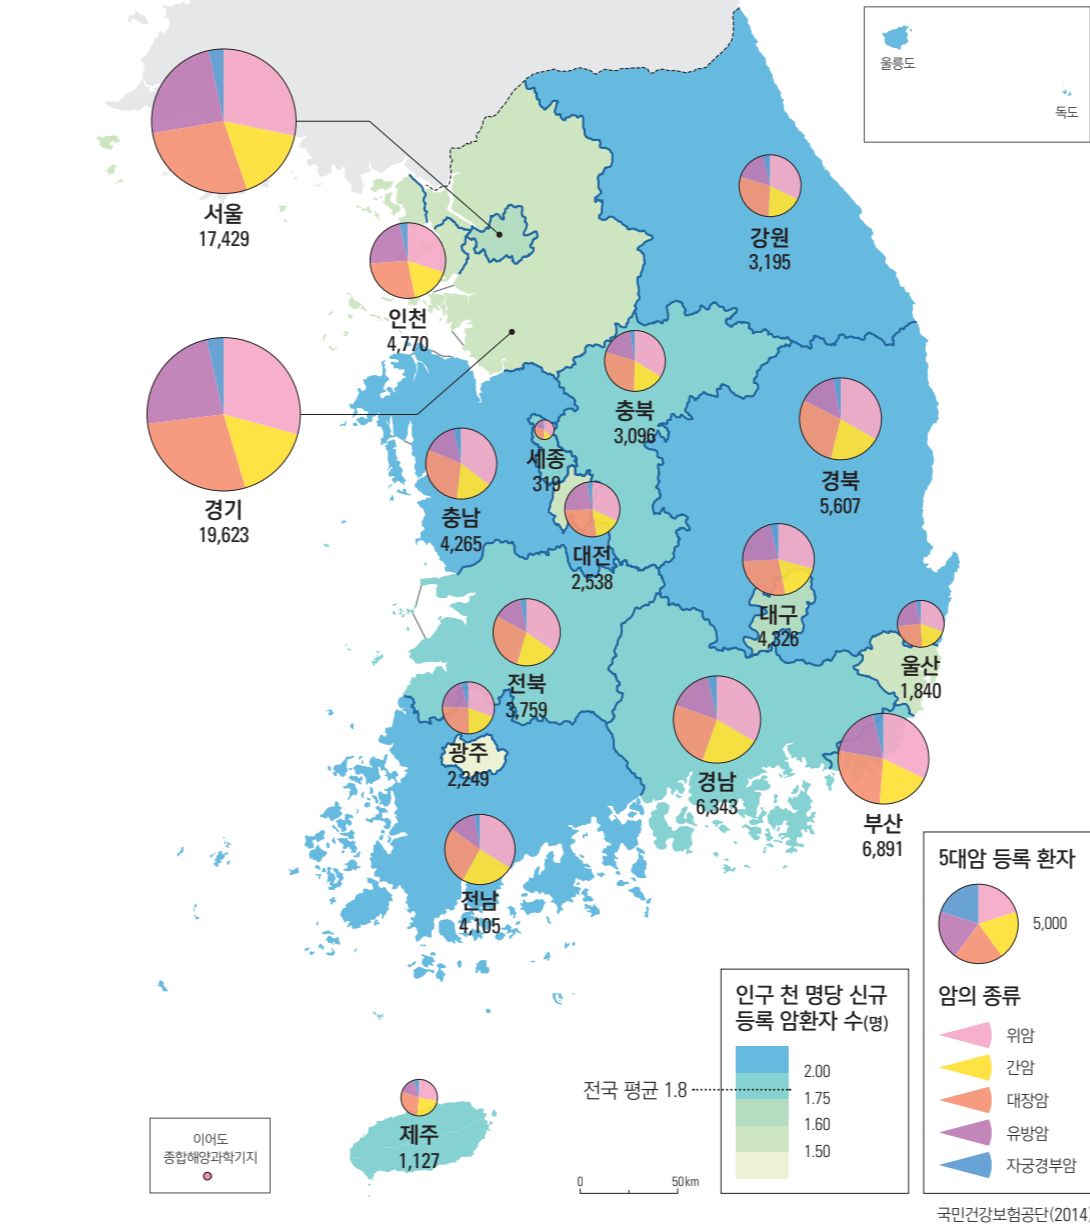 울릉도
독도
서울
17,429
강원
3,195
인천
4,770
경기
19,623
충북
3,096
세종
319
충남
4,265
경북
5,607
대전
2,538
대구
4,326
울산
1,840
전북
3,759
광주
2,249
경남
6,343
부산
6,891
전남
4,105
제주
1,127
이어도
종합해양과학기지
0 50km
전국 평균 1.8
인구 천 명당 신규
등록 암환자 수(명)
2.00
1.75
1.60
1.50
5대암 등록 환자
5,000
암의 종류
위암
간암
대장암
유방암
자궁경부암
국민건강보험공단(2014)